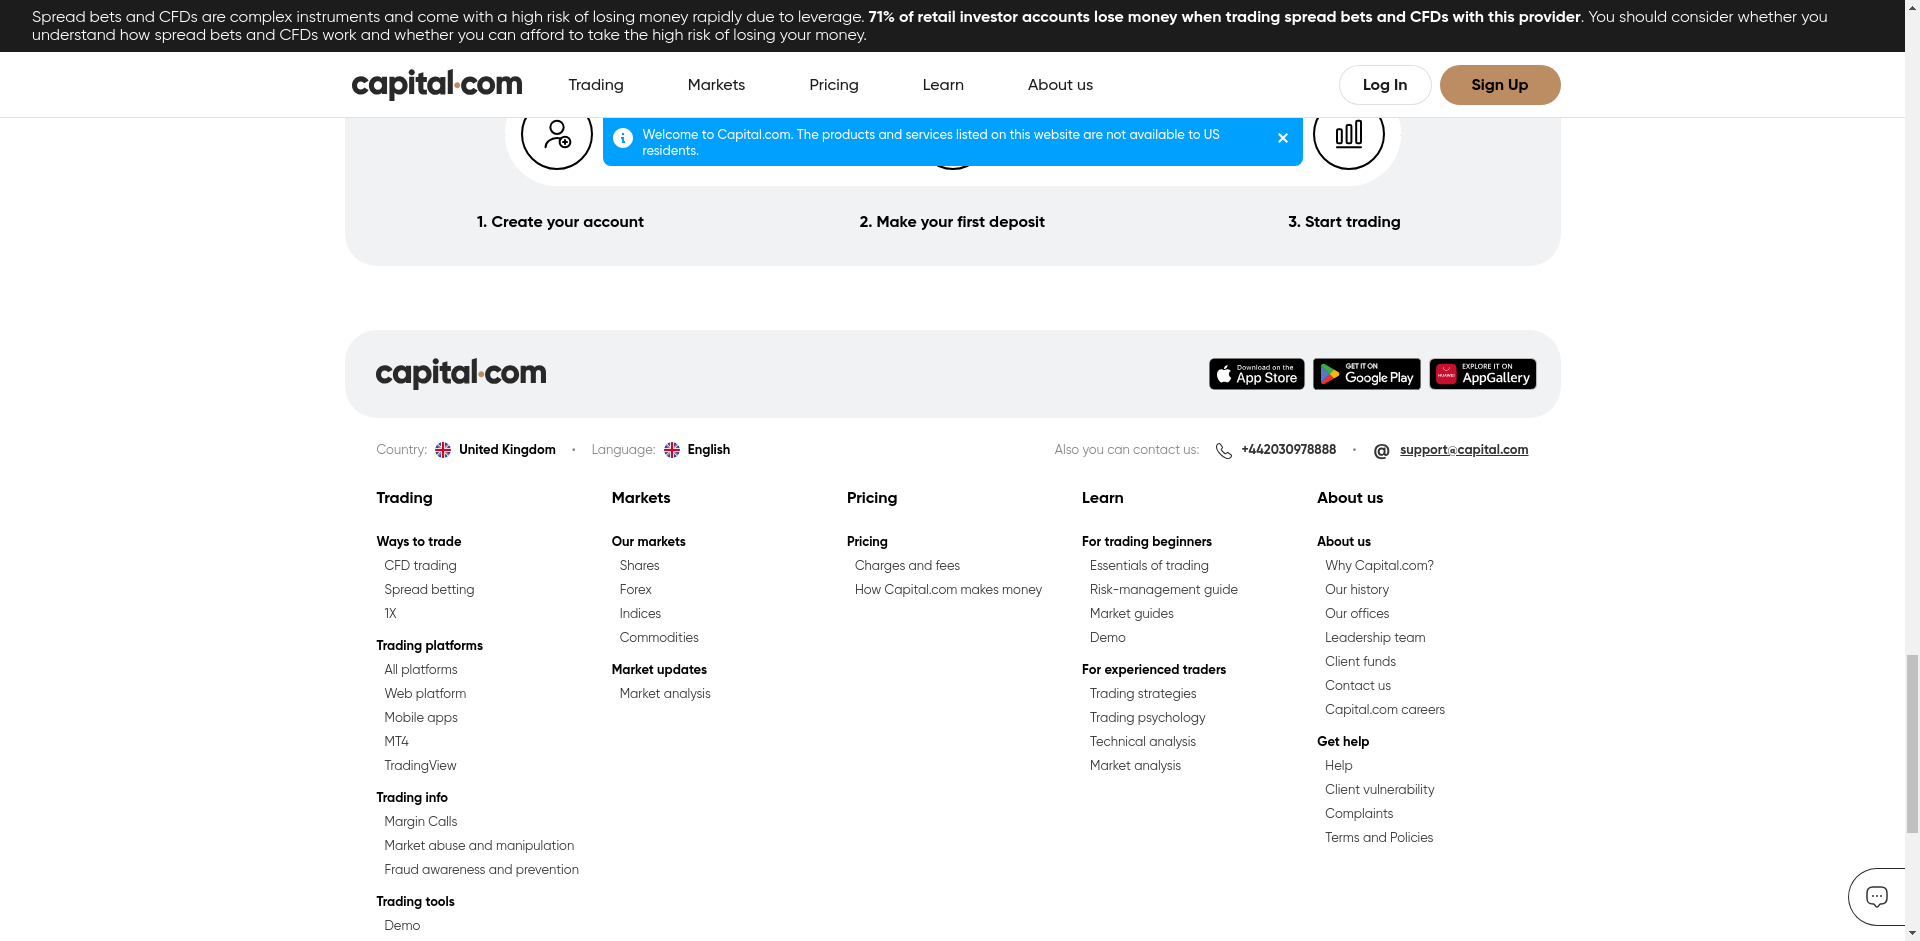 Spread bets and CFDs are complex instruments and come with a high risk of losing money rapidly due to leverage. 71% of retail investor accounts lose money when trading spread bets and CFDs with this provider. You should consider whether you
understand how spread bets and CFDs work and whether you can afford to take the high risk of losing your money.
capital.com
Trading
Markets
Pricing
Learn
About us
Log In
Sign Up
Welcome to Capital.com. The products and services listed on this website are not available to US
residents.
1. Create your account
2. Make your first deposit
3. Start trading
capital.com
Download on the
App Store
GET IT ON
Google Play
HUAWEI
EXPLORE IT ON
AppGallery
Country: United Kingdom • Language: English
Also you can contact us: +442030978888 • @ support@capital.com
Trading
Ways to trade
CFD trading
Spread betting
1X
Trading platforms
All platforms
Web platform
Mobile apps
MT4
TradingView
Trading info
Margin Calls
Market abuse and manipulation
Fraud awareness and prevention
Trading tools
Demo
Markets
Our markets
Shares
Forex
Indices
Commodities
Market updates
Market analysis
Pricing
Pricing
Charges and fees
How Capital.com makes money
Learn
For trading beginners
Essentials of trading
Risk-management guide
Market guides
Demo
For experienced traders
Trading strategies
Trading psychology
Technical analysis
Market analysis
About us
About us
Why Capital.com?
Our history
Our offices
Leadership team
Client funds
Contact us
Capital.com careers
Get help
Help
Client vulnerability
Complaints
Terms and Policies